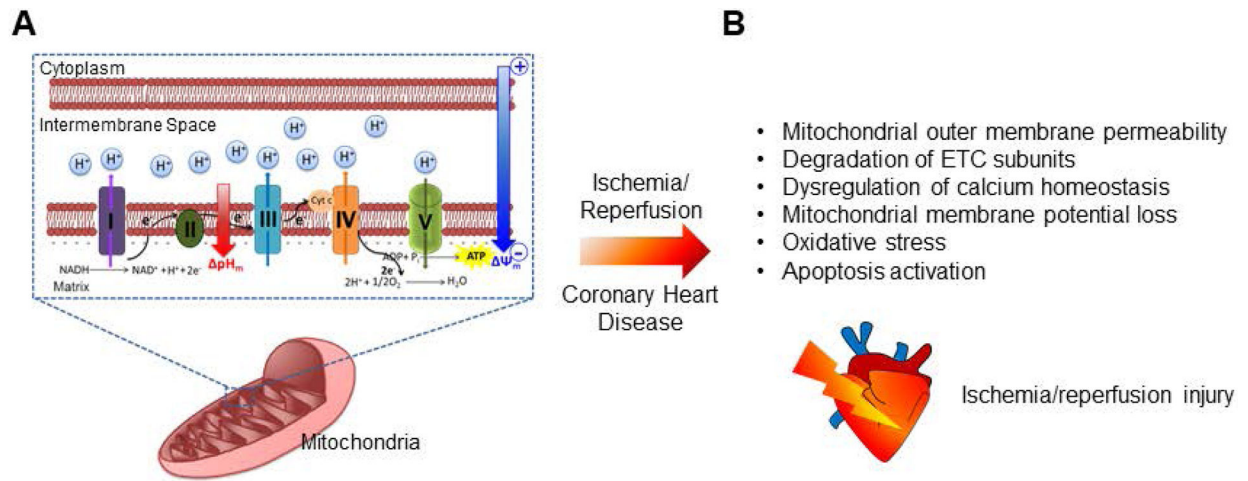 A
Cytoplasm
+
Intermembrane Space
H⁺ H⁺
H⁺ H⁺ H⁺ H⁺ H⁺ H⁺ H⁺ H⁺ H⁺
I
e⁻
II
e⁻
III
e⁻
Cyt c
IV
V
ΔpHm
ADP+ Pi
ATP
−
ΔΨm
NADH
NAD⁺ +H⁺+2e⁻
2e⁻
2H⁺ + 1/2O₂
H₂O
Matrix
Mitochondria
Ischemia/
Reperfusion
Coronary Heart
Disease
B
• Mitochondrial outer membrane permeability
• Degradation of ETC subunits
• Dysregulation of calcium homeostasis
• Mitochondrial membrane potential loss
• Oxidative stress
• Apoptosis activation
Ischemia/reperfusion injury